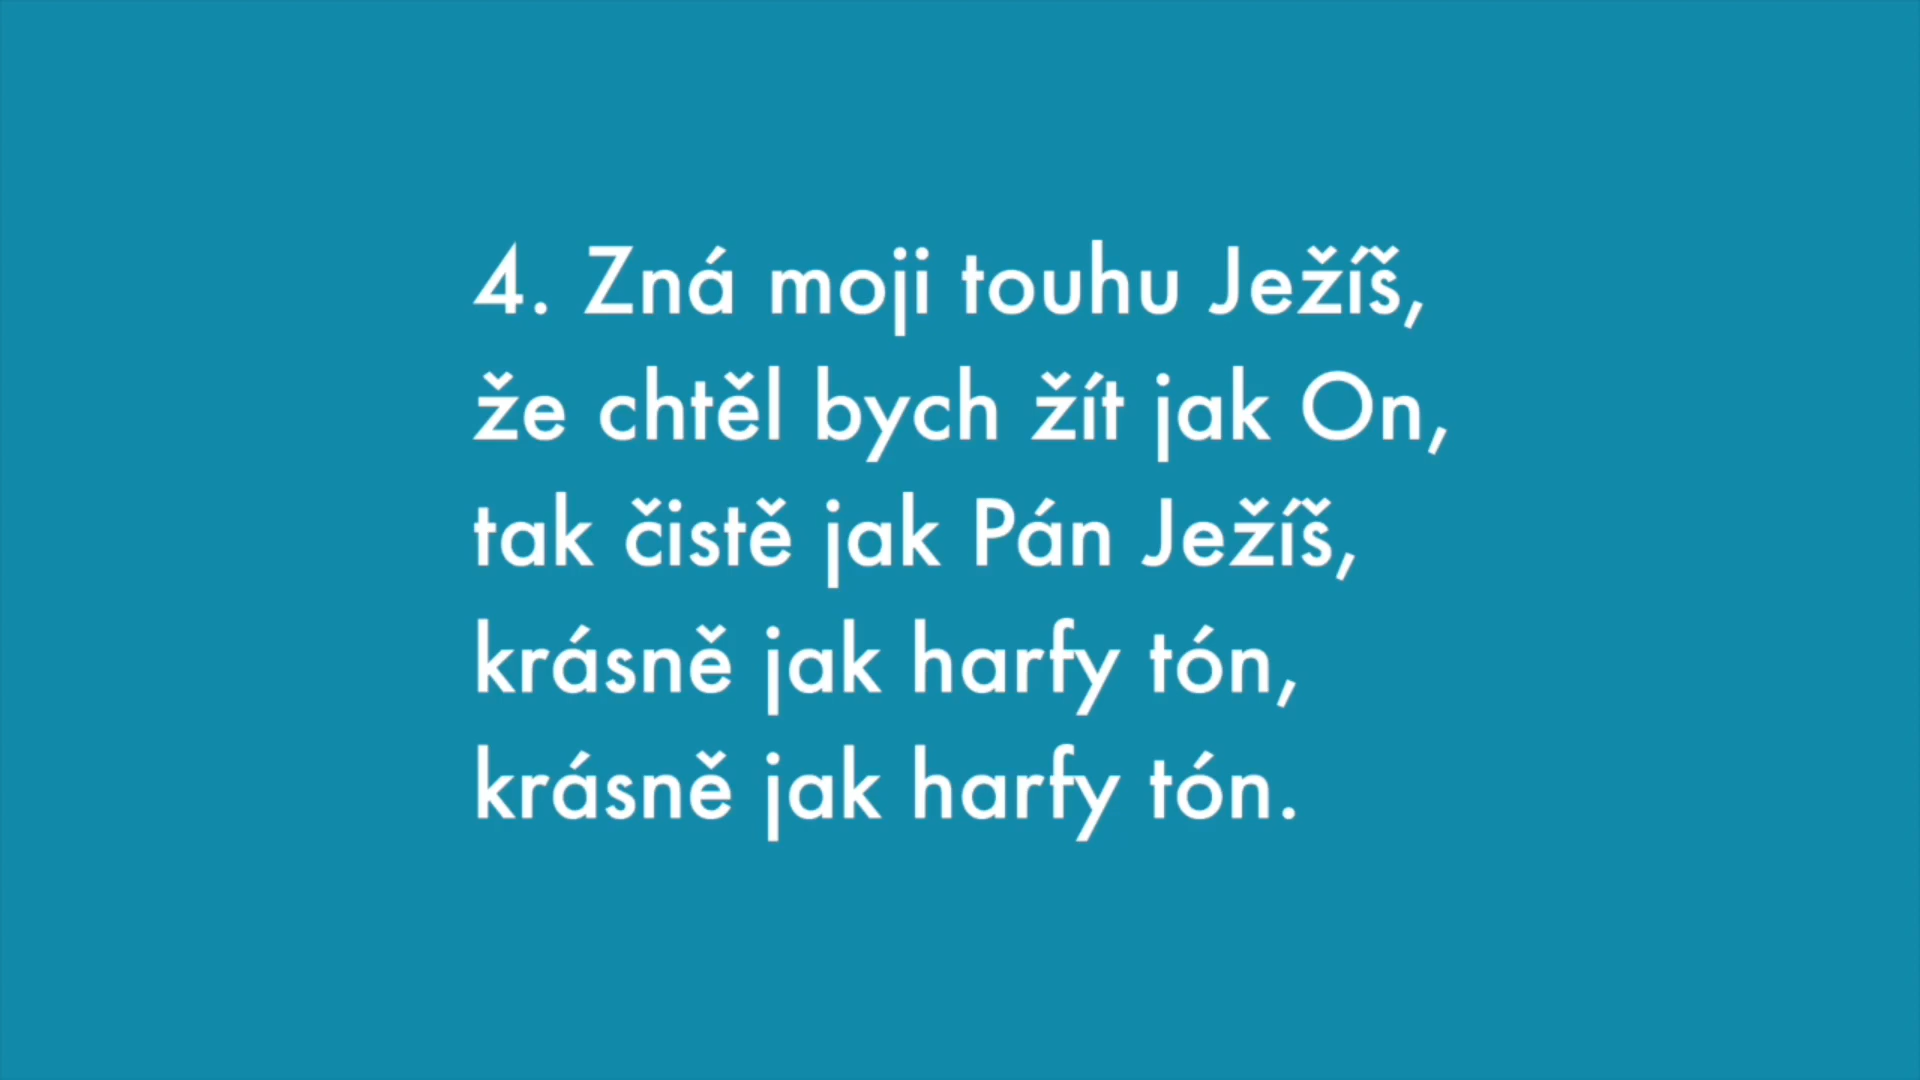 4. Zná moji touhu Ježíš,
že chtěl bych žít jak On,
tak čistě jak Pán Ježíš,
krásně jak harfy tón,
krásně jak harfy tón.